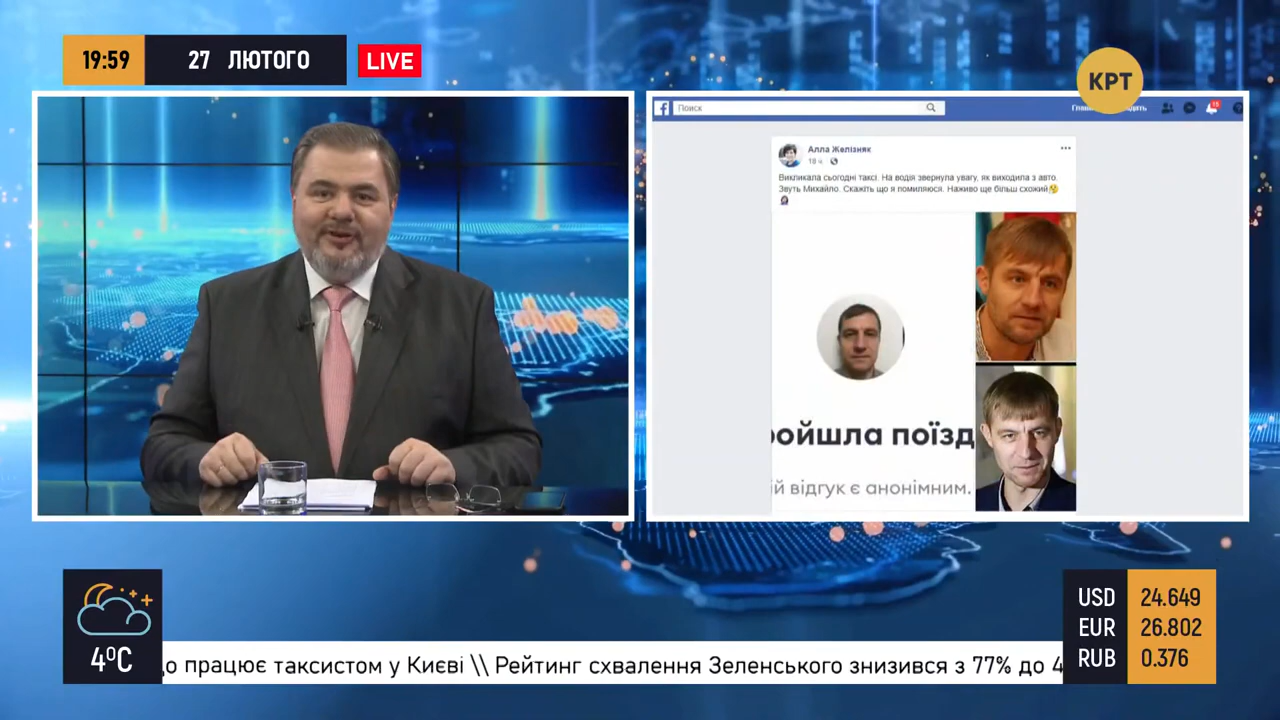 19:59
27 ЛЮТОГО
LIVE
КРТ
Поиск
Алла Желізняк
Викликала сьогодні таксі. На водія звернула увагу, як виходила з авто.
Звуть Михайло. Скажіть що я помиляюся. Наживо ще більш схожий
ройшла поїзд
ій відгук є анонімним.
4°C
о працює таксистом у Києві \\ Рейтинг схвалення Зеленського знизився з 77% до 4
USD 24.649
EUR 26.802
RUB 0.376